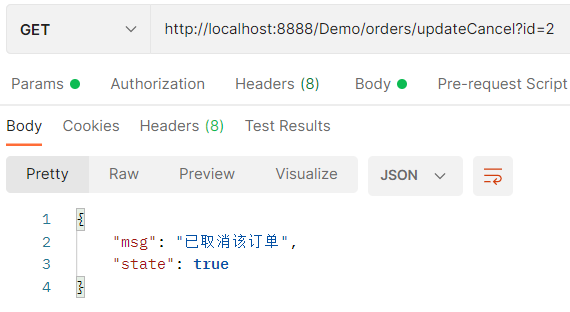 GET http://localhost:8888/Demo/orders/updateCancel?id=2
Params Authorization Headers (8) Body Pre-request Script
Body Cookies Headers (8) Test Results
Pretty Raw Preview Visualize JSON
1 {
2 "msg": "已取消该订单",
3 "state": true
4 }